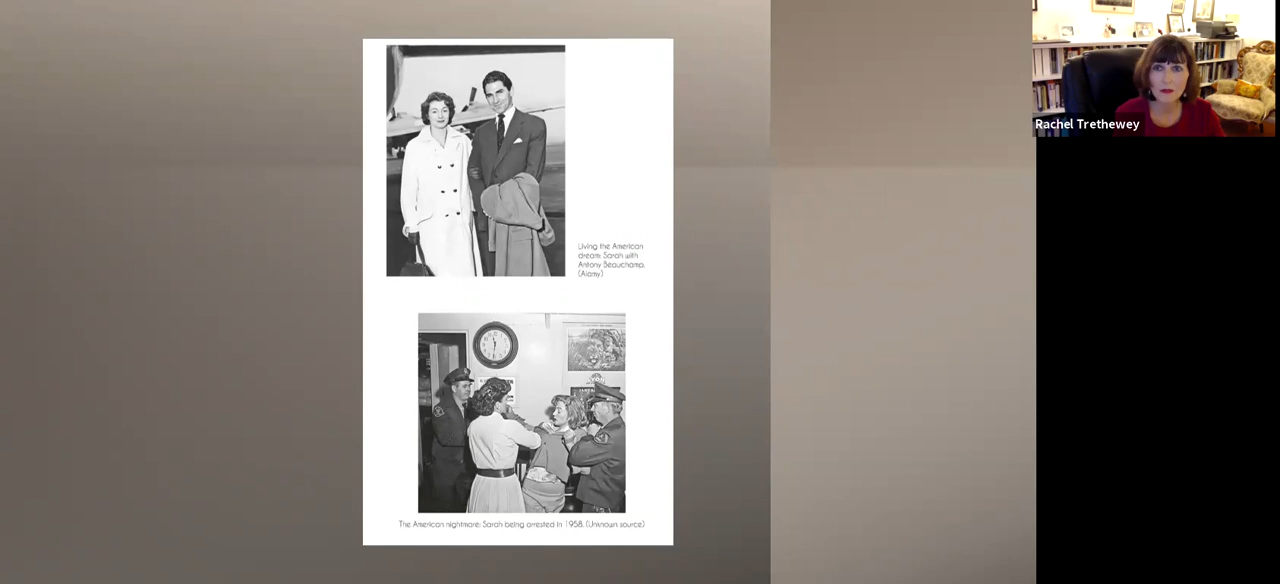 Rachel Trethewey
Living the American
dream: Sarah with
Antony Beauchamp.
(Alamy)
The American nightmare: Sarah being arrested in 1958. (Unknown source)